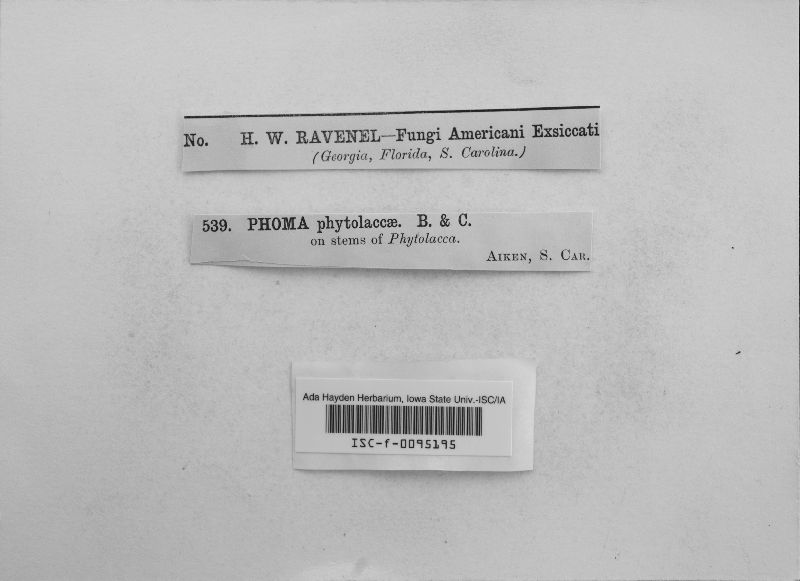 No. H. W. RAVENEL—Fungi Americani Exsiccati
(Georgia, Florida, S. Carolina.)
539. PHOMA phytolaccæ. B. & C.
on stems of Phytolacca.
AIKEN, S. CAR.
Ada Hayden Herbarium, Iowa State Univ.-ISC/IA
ISC-f-0095195